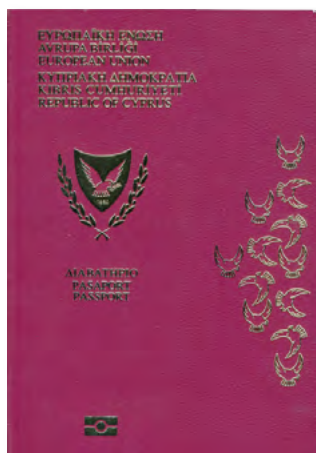 ΕΥΡΩΠΑΪΚΗ ΕΝΩΣΗ
AVRUPA BİRLİĞİ
EUROPEAN UNION
ΚΥΠΡΙΑΚΗ ΔΗΜΟΚΡΑΤΙΑ
KIBRIS CUMHURİYETİ
REPUBLIC OF CYPRUS
1960
ΔΙΑΒΑΤΗΡΙΟ
PASAPORT
PASSPORT